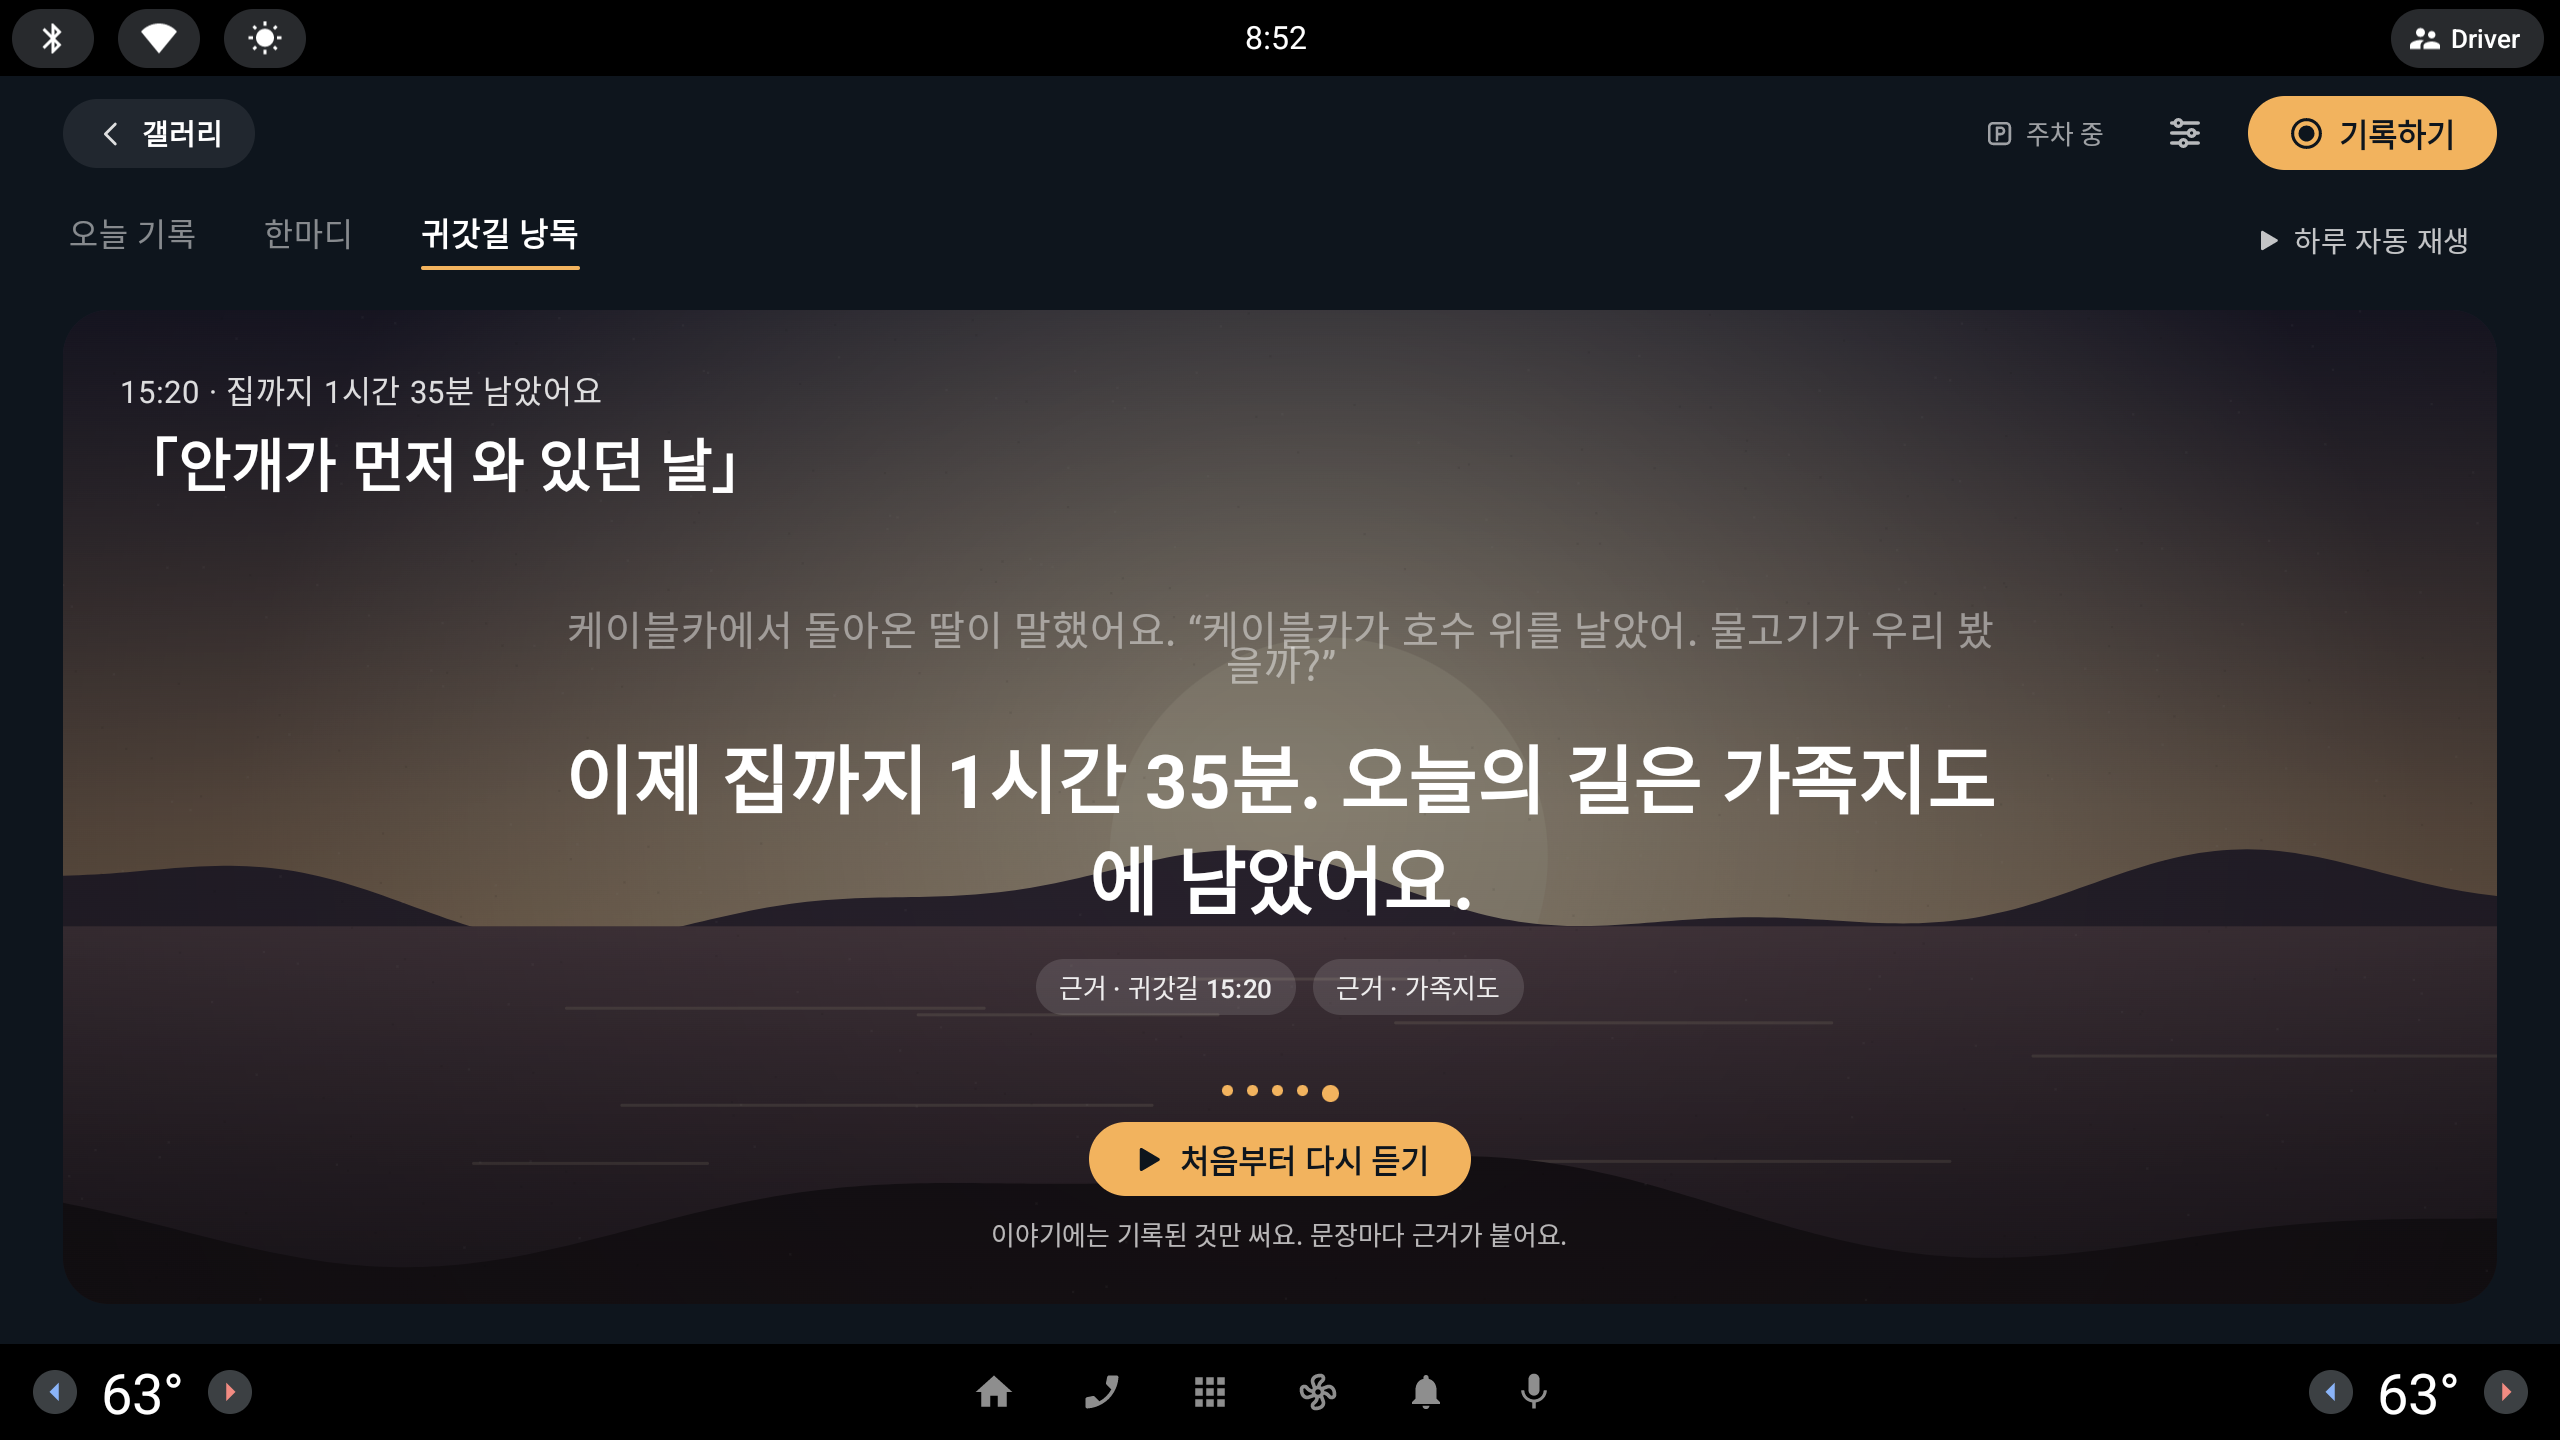 8:52
Driver
갤러리
주차 중
기록하기
오늘 기록
한마디
귀갓길 낭독
하루 자동 재생
15:20 · 집까지 1시간 35분 남았어요
「안개가 먼저 와 있던 날」
케이블카에서 돌아온 딸이 말했어요. “케이블카가 호수 위를 날았어. 물고기가 우리 봤
을까?”
이제 집까지 1시간 35분. 오늘의 길은 가족지도
에 남았어요.
근거 · 귀갓길 15:20
근거 · 가족지도
처음부터 다시 듣기
이야기에는 기록된 것만 써요. 문장마다 근거가 붙어요.
63°
63°